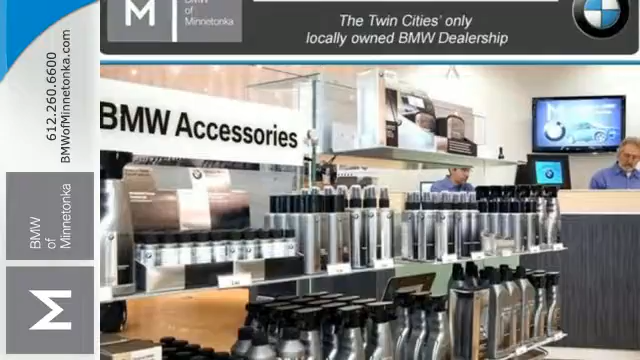 BMW
of
Minnetonka
The Twin Cities' only
locally owned BMW Dealership
612.260.6600
BMWofMinnetonka.com
BMW
of
Minnetonka
M
BMW Accessories